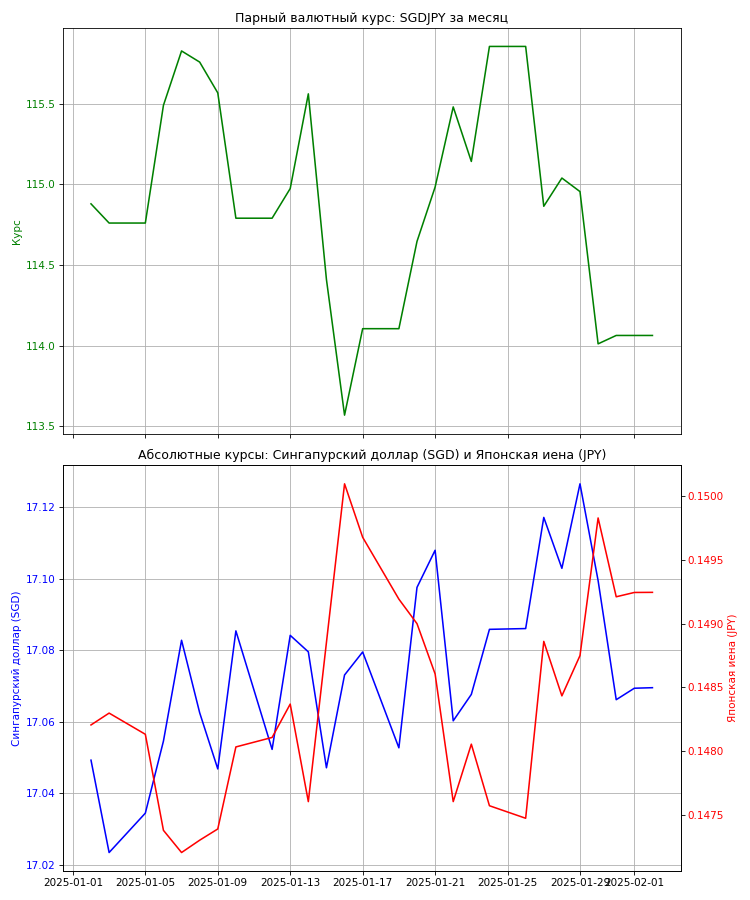 Парный валютный курс: SGDJPY за месяц
Курс
115.5
115.0
114.5
114.0
113.5
Абсолютные курсы: Сингапурский доллар (SGD) и Японская иена (JPY)
Сингапурский доллар (SGD)
17.12
17.10
17.08
17.06
17.04
17.02
0.1500
0.1495
0.1490
0.1485
0.1480
0.1475
Японская иена (JPY)
2025-01-01 2025-01-05 2025-01-09 2025-01-13 2025-01-17 2025-01-21 2025-01-25 2025-01-29 2025-02-01